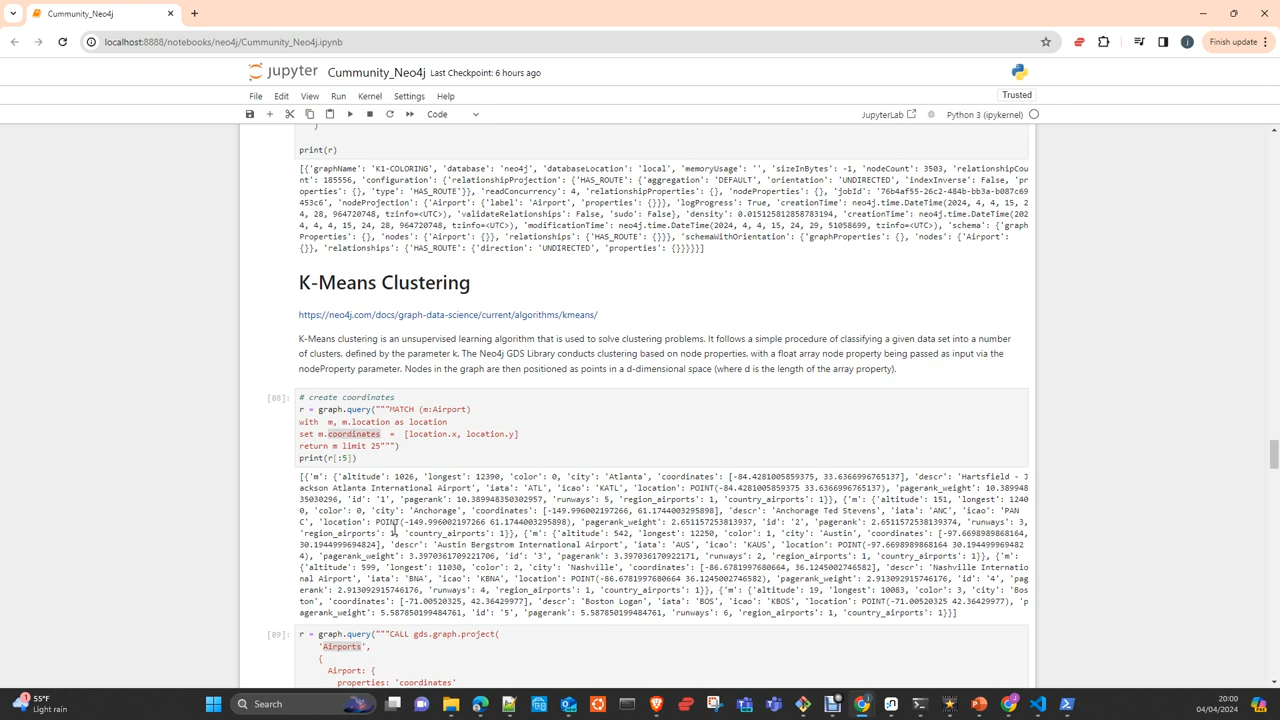 Cummunity_Neo4j
localhost:8888/notebooks/neo4j/Cummunity_Neo4j.ipynb
j
Finish update
jupyter Cummunity_Neo4j Last Checkpoint: 6 hours ago
File Edit View Run Kernel Settings Help
Trusted
Code
JupyterLab Python 3 (ipykernel)
)
print(r)
[{'graphName': 'K1-COLORING', 'database': 'neo4j', 'databaseLocation': 'local', 'memoryUsage': '', 'sizeInBytes': -1, 'nodeCount': 3503, 'relationshipCou
nt': 185556, 'configuration': {'relationshipProjection': {'HAS_ROUTE': {'aggregation': 'DEFAULT', 'orientation': 'UNDIRECTED', 'indexInverse': False, 'pr
operties': {}, 'type': 'HAS_ROUTE'}}, 'readConcurrency': 4, 'relationshipProperties': {}, 'nodeProperties': {}, 'jobId': '76b4af55-26c2-484b-bb3a-b087c69
453c6', 'nodeProjection': {'Airport': {'label': 'Airport', 'properties': {}}}, 'logProgress': True, 'creationTime': neo4j.time.DateTime(2024, 4, 4, 15, 2
4, 28, 964720748, tzinfo=<UTC>), 'validateRelationships': False, 'sudo': False}, 'density': 0.015125812858783194, 'creationTime': neo4j.time.DateTime(202
4, 4, 4, 15, 24, 28, 964720748, tzinfo=<UTC>), 'modificationTime': neo4j.time.DateTime(2024, 4, 4, 15, 24, 29, 51058699, tzinfo=<UTC>), 'schema': {'graph
Properties': {}, 'nodes': {'Airport': {}}, 'relationships': {'HAS_ROUTE': {}}}, 'schemaWithOrientation': {'graphProperties': {}, 'nodes': {'Airport':
{}}, 'relationships': {'HAS_ROUTE': {'direction': 'UNDIRECTED', 'properties': {}}}}}]
K-Means Clustering
https://neo4j.com/docs/graph-data-science/current/algorithms/kmeans/
K-Means clustering is an unsupervised learning algorithm that is used to solve clustering problems. It follows a simple procedure of classifying a given data set into a number
of clusters, defined by the parameter k. The Neo4j GDS Library conducts clustering based on node properties, with a float array node property being passed as input via the
nodeProperty parameter. Nodes in the graph are then positioned as points in a d-dimensional space (where d is the length of the array property).
[88]: # create coordinates
r = graph.query("""MATCH (m:Airport)
with m, m.location as location
set m.coordinates = [location.x, location.y]
return m limit 25""")
print(r[:5])
[{'m': {'altitude': 1026, 'longest': 12390, 'color': 0, 'city': 'Atlanta', 'coordinates': [-84.4281005859375, 33.6366996765137], 'descr': 'Hartsfield - J
ackson Atlanta International Airport', 'iata': 'ATL', 'icao': 'KATL', 'location': POINT(-84.4281005859375 33.6366996765137), 'pagerank_weight': 10.389948
35030296, 'id': '1', 'pagerank': 10.389948350302957, 'runways': 5, 'region_airports': 1, 'country_airports': 1}}, {'m': {'altitude': 151, 'longest': 1240
0, 'color': 0, 'city': 'Anchorage', 'coordinates': [-149.996002197266, 61.1744003295898], 'descr': 'Anchorage Ted Stevens', 'iata': 'ANC', 'icao': 'PAN
C', 'location': POINT(-149.996002197266 61.1744003295898), 'pagerank_weight': 2.651157253813937, 'id': '2', 'pagerank': 2.6511572538139374, 'runways': 3,
'region_airports': 1, 'country_airports': 1}}, {'m': {'altitude': 542, 'longest': 12250, 'color': 1, 'city': 'Austin', 'coordinates': [-97.6698989868164,
30.1944999694824], 'descr': 'Austin Bergstrom International Airport', 'iata': 'AUS', 'icao': 'KAUS', 'location': POINT(-97.6698989868164 30.194499969482
4), 'pagerank_weight': 3.3970361709221706, 'id': '3', 'pagerank': 3.3970361709922171, 'runways': 2, 'region_airports': 1, 'country_airports': 1}}, {'m':
{'altitude': 599, 'longest': 11030, 'color': 2, 'city': 'Nashville', 'coordinates': [-86.6781997680664, 36.1245002746582], 'descr': 'Nashville Internatio
nal Airport', 'iata': 'BNA', 'icao': 'KBNA', 'location': POINT(-86.6781997680664 36.1245002746582), 'pagerank_weight': 2.913092915746176, 'id': '4', 'pag
erank': 2.913092915746176, 'runways': 4, 'region_airports': 1, 'country_airports': 1}}, {'m': {'altitude': 19, 'longest': 10083, 'color': 3, 'city': 'Bos
ton', 'coordinates': [-71.00520325, 42.36429977], 'descr': 'Boston Logan', 'iata': 'BOS', 'icao': 'KBOS', 'location': POINT(-71.00520325 42.36429977), 'p
agerank_weight': 5.587850199484761, 'id': '5', 'pagerank': 5.587850199484761, 'runways': 6, 'region_airports': 1, 'country_airports': 1}}]
[89]: r = graph.query("""CALL gds.graph.project(
'Airports',
{
Airport: {
properties: 'coordinates'
55°F
Light rain
Search
20:00
04/04/2024